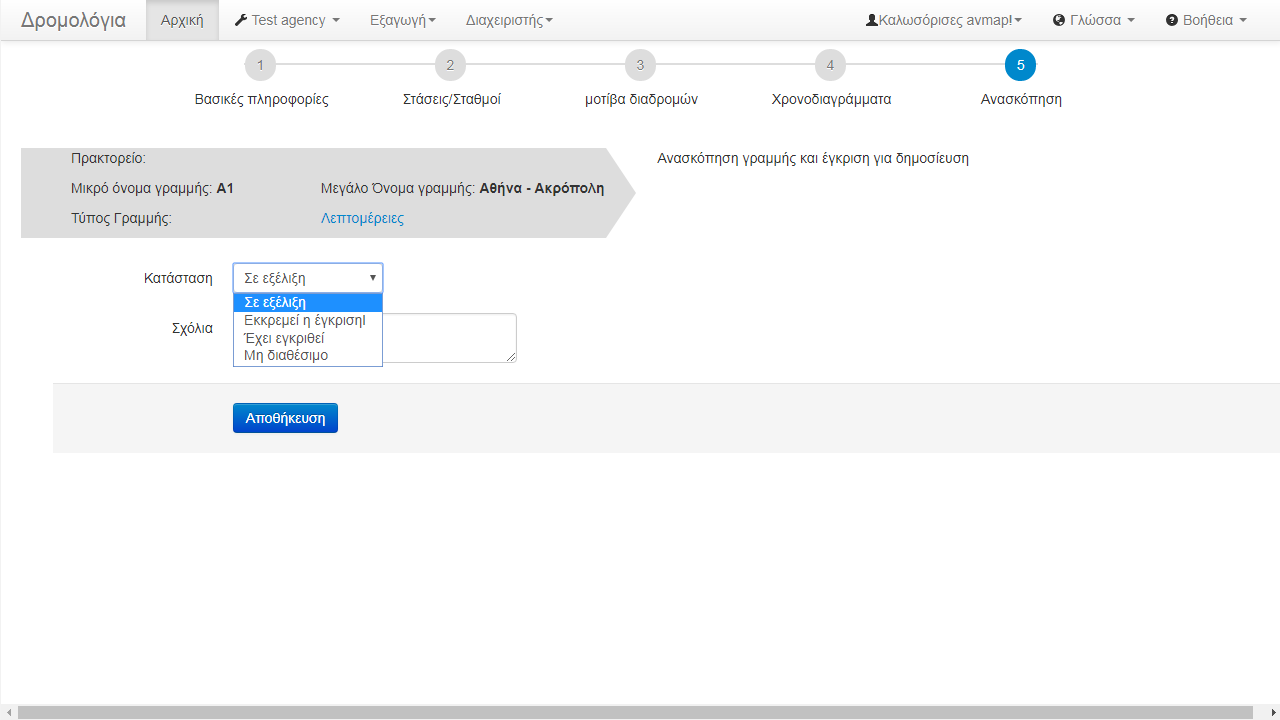 Δρομολόγια Αρχική Test agency Εξαγωγή Διαχειριστής Καλωσόρισες avmap! Γλώσσα Βοήθεια
1 2 3 4 5
Βασικές πληροφορίες Στάσεις/Σταθμοί μοτίβα διαδρομών Χρονοδιαγράμματα Ανασκόπηση
Πρακτορείο: Ανασκόπηση γραμμής και έγκριση για δημοσίευση
Μικρό όνομα γραμμής: A1 Μεγάλο Όνομα γραμμής: Αθήνα - Ακρόπολη
Τύπος Γραμμής: Λεπτομέρειες
Κατάσταση Σε εξέλιξη
Σε εξέλιξη
Εκκρεμεί η έγκρισηl
Σχόλια
Έχει εγκριθεί
Μη διαθέσιμο
Αποθήκευση